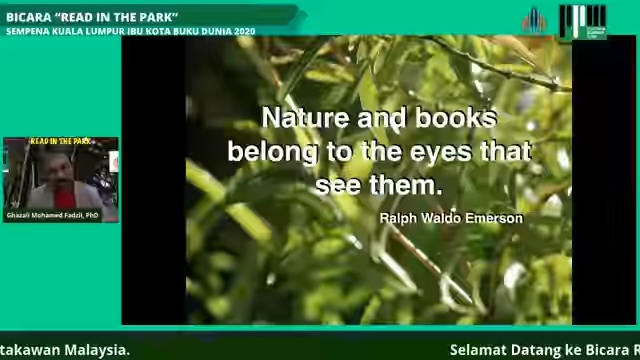 BICARA “READ IN THE PARK”
SEMPENA KUALA LUMPUR IBU KOTA BUKU DUNIA 2020
Nature and books
belong to the eyes that
see them.
Ralph Waldo Emerson
READ IN THE PARK
Ghazali Mohamed Fadzil, PhD
takawan Malaysia.
Selamat Datang ke Bicara R